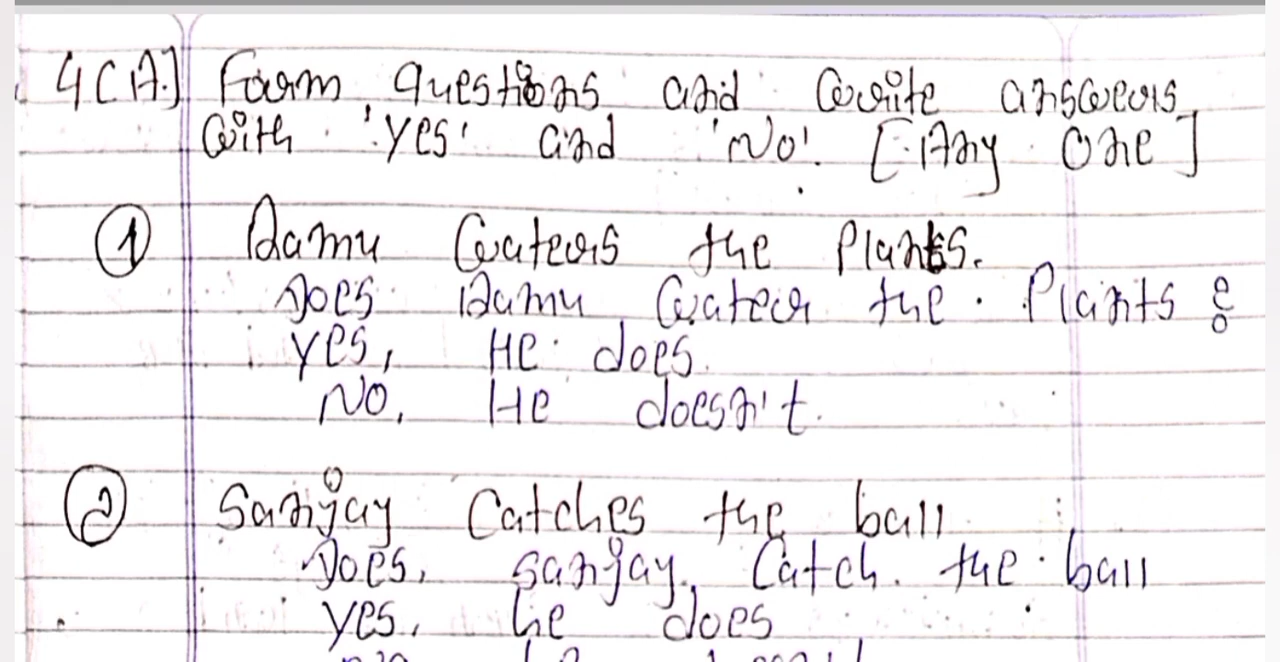 4(A.] Form questions and write answers
with 'yes' and 'No'. [Any One]
① Ramu waters the Plants.
Does Ramu water the Plants ?
yes, He does.
No, He doesn't.
② Sanjay Catches the ball
Does, sanjay, Catch. the ball
yes, he does